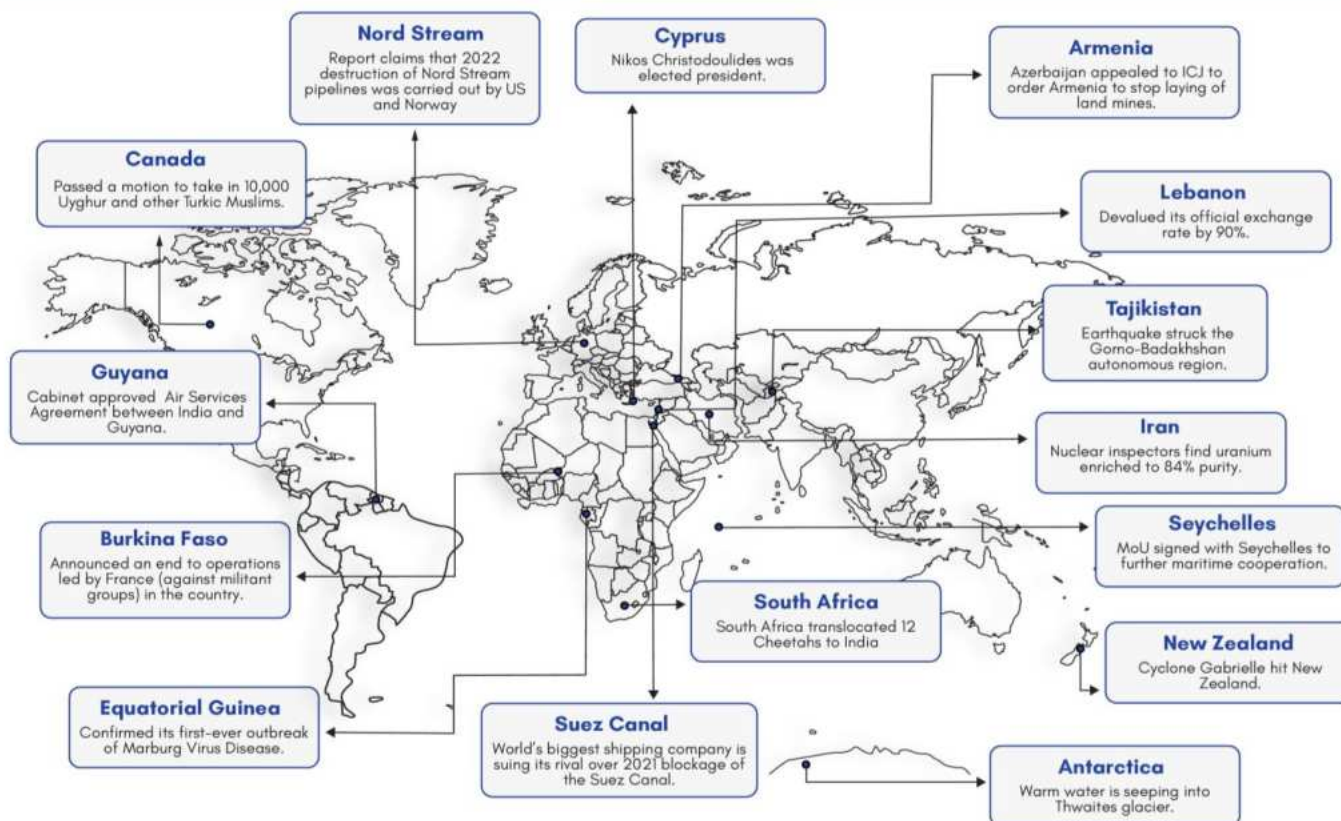 Nord Stream
Report claims that 2022
destruction of Nord Stream
pipelines was carried out by US
and Norway
Cyprus
Nikos Christodoulides was
elected president.
Armenia
Azerbaijan appealed to ICJ to
order Armenia to stop laying of
land mines.
Canada
Passed a motion to take in 10,000
Uyghur and other Turkic Muslims.
Lebanon
Devalued its official exchange
rate by 90%.
Tajikistan
Earthquake struck the
Gorno-Badakhshan
autonomous region.
Guyana
Cabinet approved Air Services
Agreement between India and
Guyana.
Iran
Nuclear inspectors find uranium
enriched to 84% purity.
Burkina Faso
Announced an end to operations
led by France (against militant
groups) in the country.
Seychelles
MoU signed with Seychelles to
further maritime cooperation.
South Africa
South Africa translocated 12
Cheetahs to India
New Zealand
Cyclone Gabrielle hit New
Zealand.
Equatorial Guinea
Confirmed its first-ever outbreak
of Marburg Virus Disease.
Suez Canal
World's biggest shipping company is
suing its rival over 2021 blockage of
the Suez Canal.
Antarctica
Warm water is seeping into
Thwaites glacier.